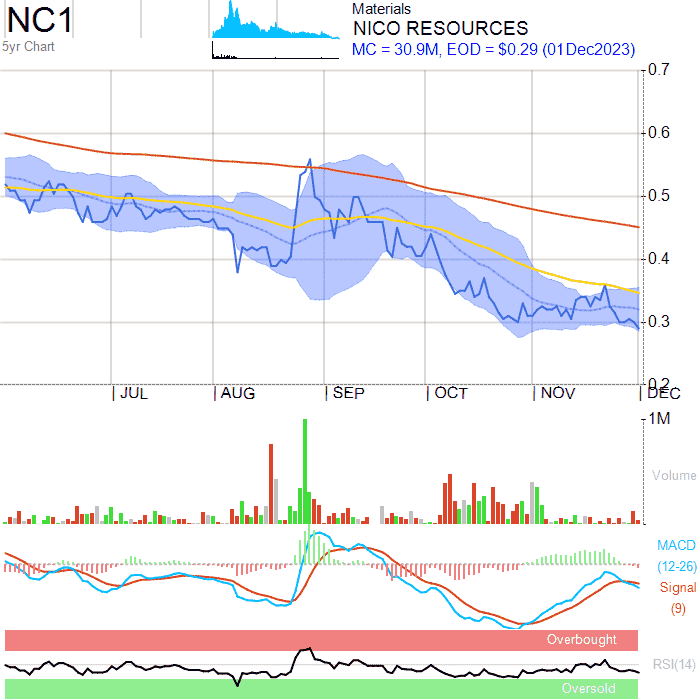 NC1
5yr Chart
Materials
NICO RESOURCES
MC = 30.9M, EOD = $0.29 (01Dec2023)
0.7
0.6
0.5
0.4
0.3
0.2
JUL
AUG
SEP
OCT
NOV
DEC
1M
Volume
MACD
(12-26)
Signal
(9)
Overbought
RSI(14)
Oversold